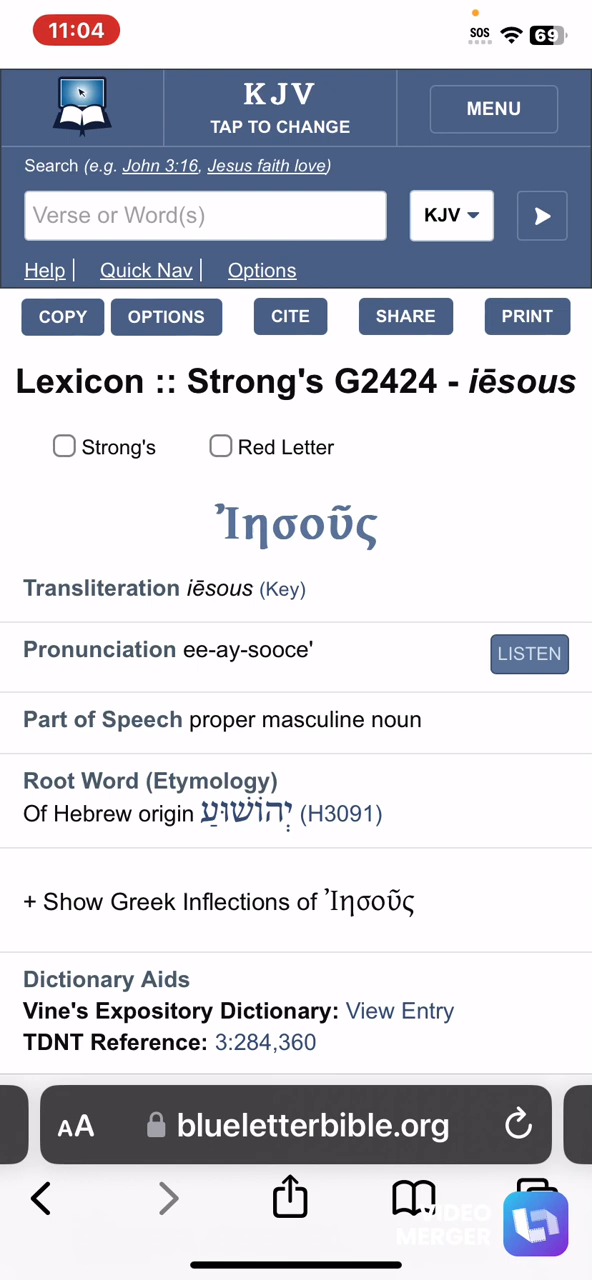 11:04
SOS
69
KJV
TAP TO CHANGE
MENU
Search (e.g. John 3:16, Jesus faith love)
Verse or Word(s)
KJV
Help | Quick Nav | Options
COPY OPTIONS CITE SHARE PRINT
Lexicon :: Strong's G2424 - iēsous
Strong's Red Letter
Ἰησοῦς
Transliteration iēsous (Key)
Pronunciation ee-ay-sooce'
LISTEN
Part of Speech proper masculine noun
Root Word (Etymology)
Of Hebrew origin יְהוֹשׁוּעַ (H3091)
+ Show Greek Inflections of Ἰησοῦς
Dictionary Aids
Vine's Expository Dictionary: View Entry
TDNT Reference: 3:284,360
AA blueletterbible.org
VIDEO
MERGER